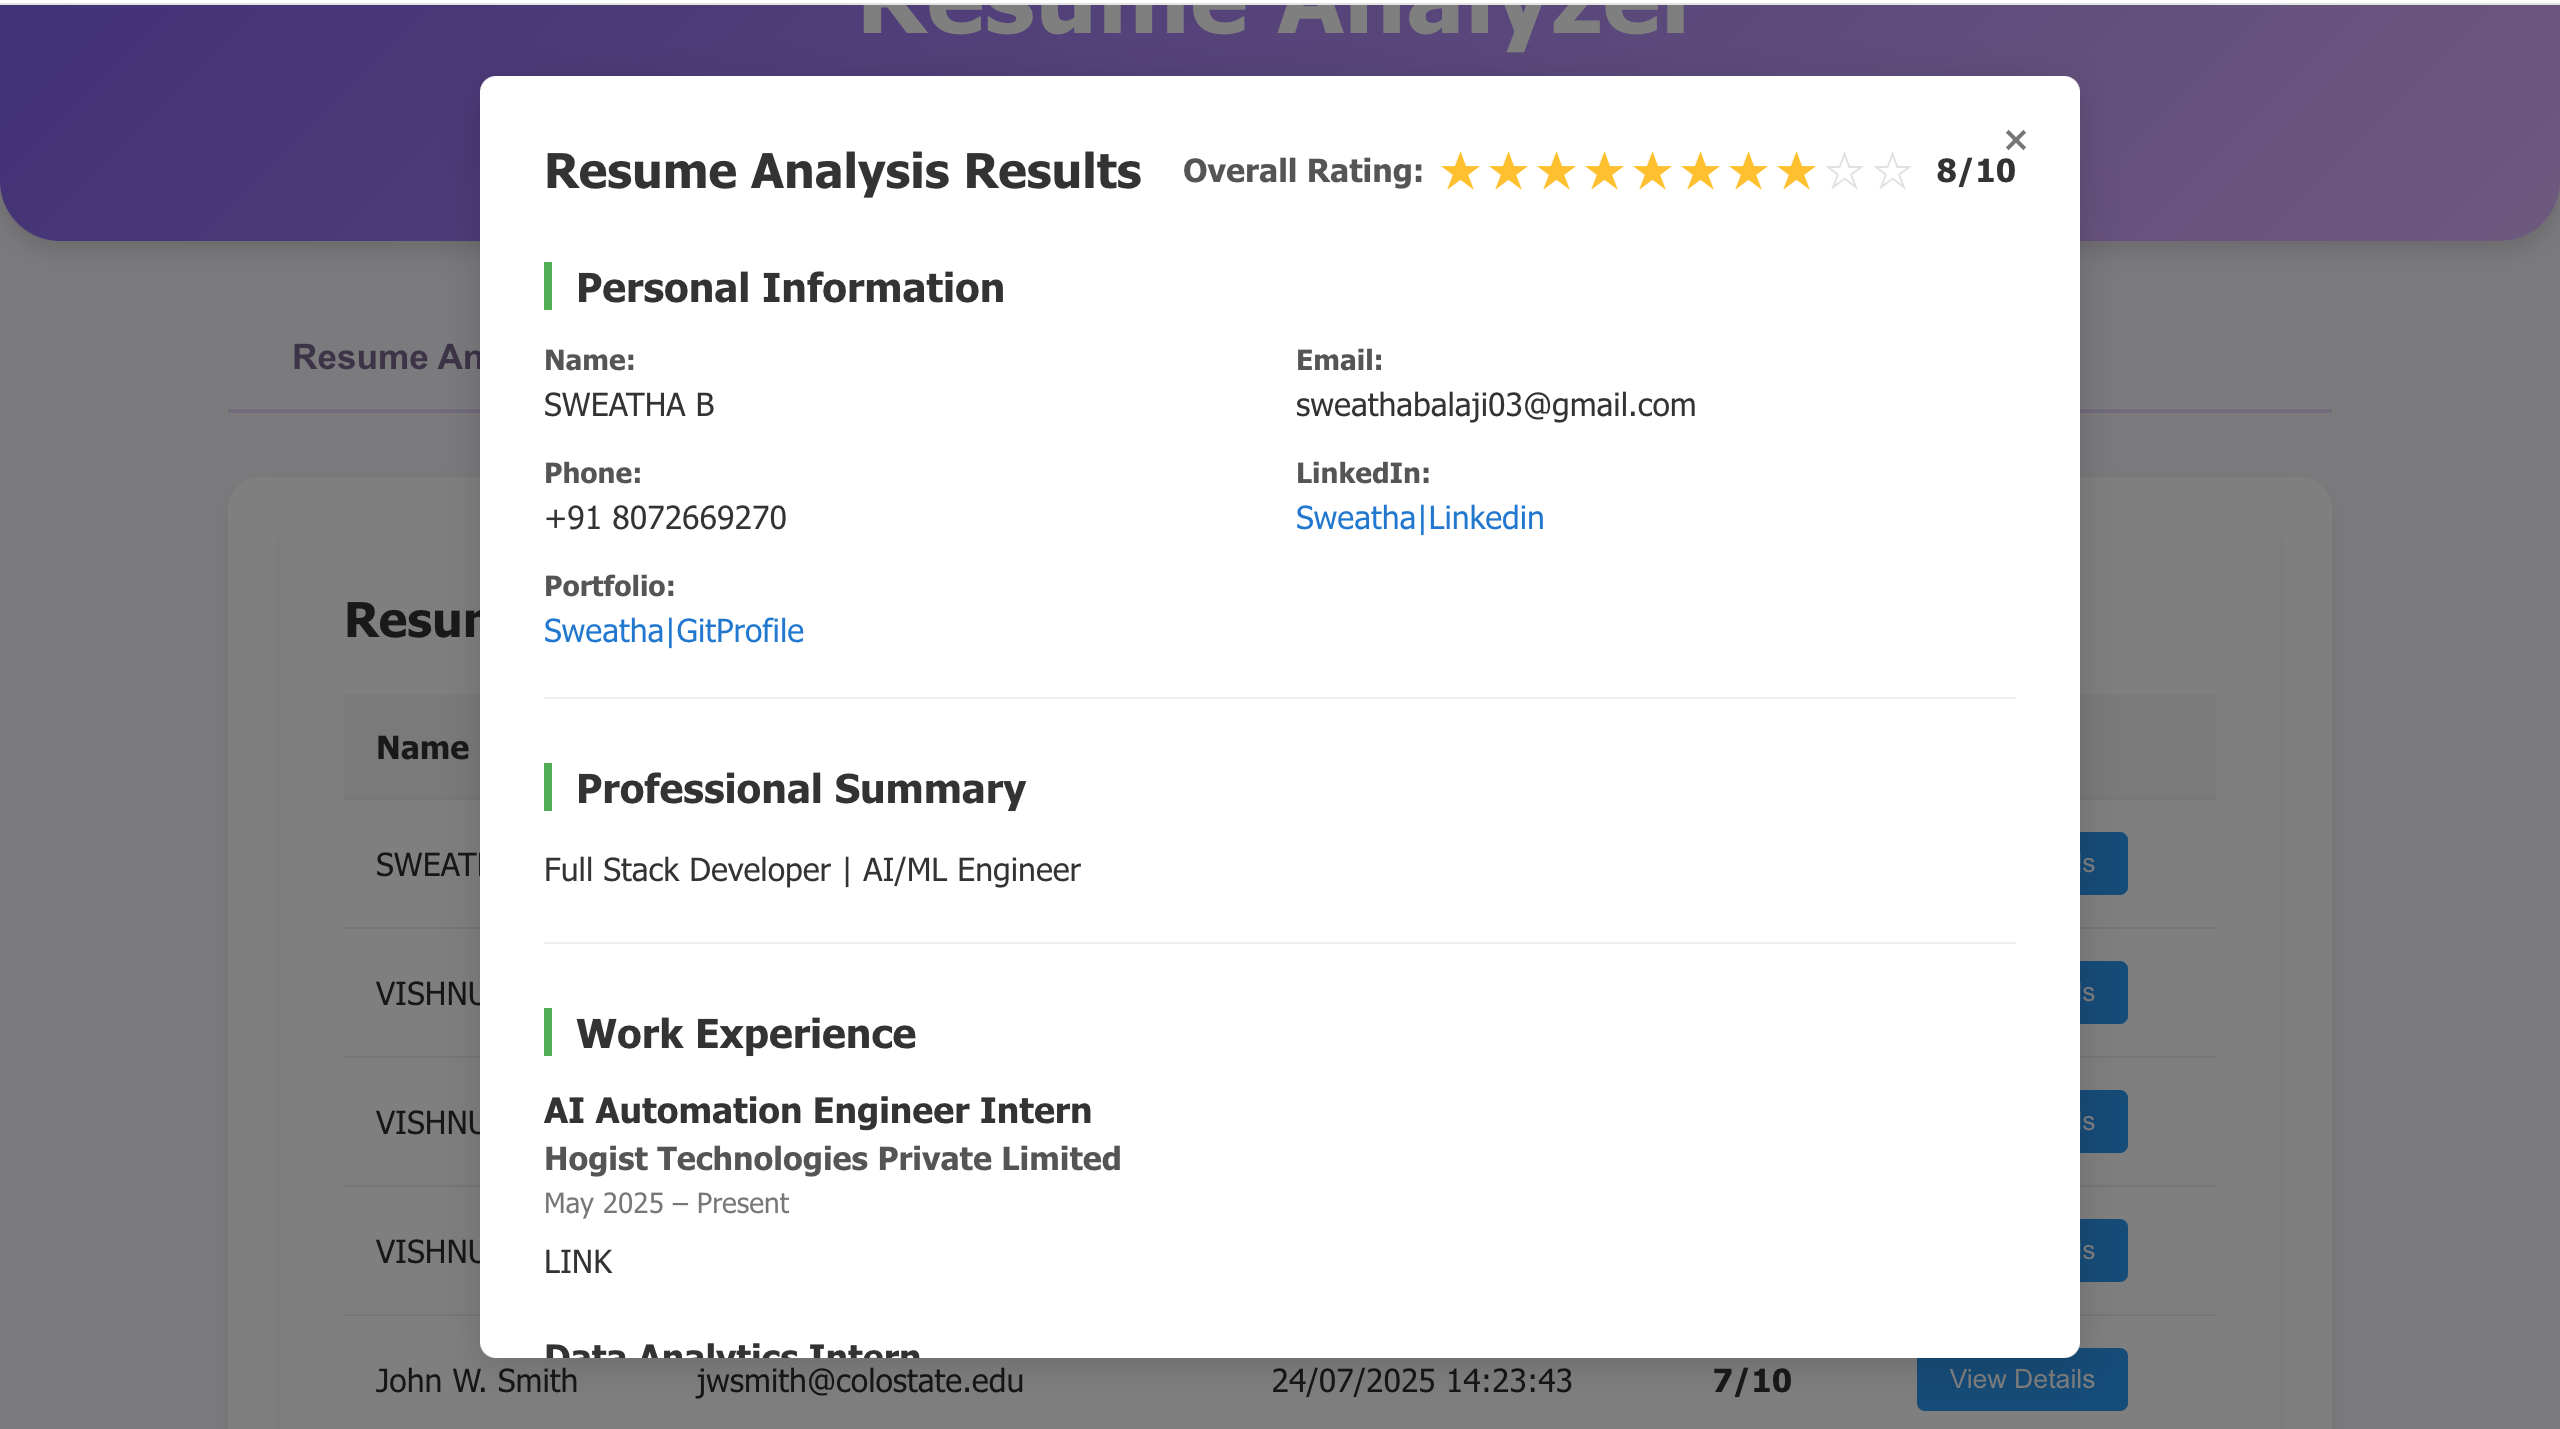 Resume Analyzer
×
Resume Analysis Results Overall Rating: ★★★★★★★★☆☆ 8/10
Personal Information
Name:
SWEATHA B
Email:
sweathabalaji03@gmail.com
Phone:
+91 8072669270
LinkedIn:
Sweatha|Linkedin
Portfolio:
Sweatha|GitProfile
Professional Summary
Full Stack Developer | AI/ML Engineer
Work Experience
AI Automation Engineer Intern
Hogist Technologies Private Limited
May 2025 – Present
LINK
Data Analytics Intern
Resume An
Resum
Name
SWEATH
s
VISHNU
s
VISHNU
s
VISHNU
s
John W. Smith jwsmith@colostate.edu 24/07/2025 14:23:43 7/10 View Details